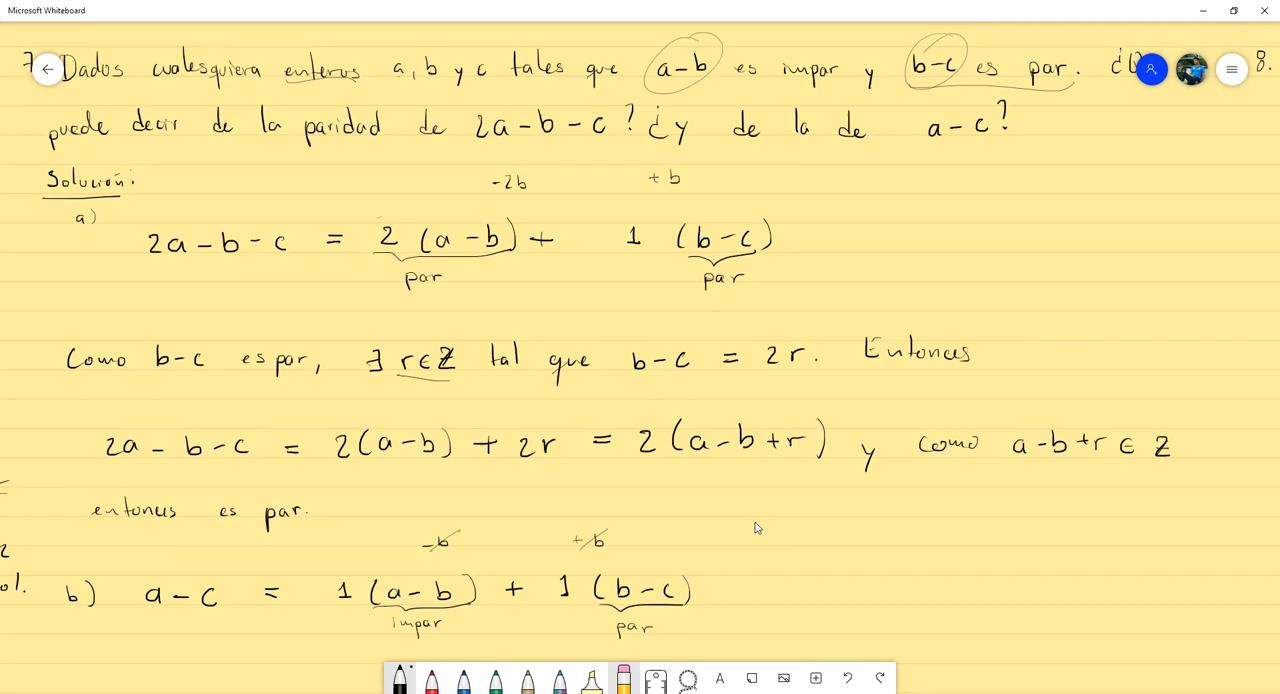 Microsoft Whiteboard
7 Dados cualesquiera enteros a, b y c tales que a-b es impar y b-c es par. ¿ 8.
puede decir de la paridad de 2a-b-c? ¿y de la de a-c?
Solución:
-2b +b
a)
2a-b-c = 2 (a-b) + 1 (b-c)
par par
Como b-c es par, ∃ r∈Z tal que b-c = 2r. Entonces
2a-b-c = 2(a-b) + 2r = 2(a-b+r) y como a-b+r ∈ Z
entonces es par.
-b +b
b) a-c = 1 (a-b) + 1 (b-c)
impar par
A